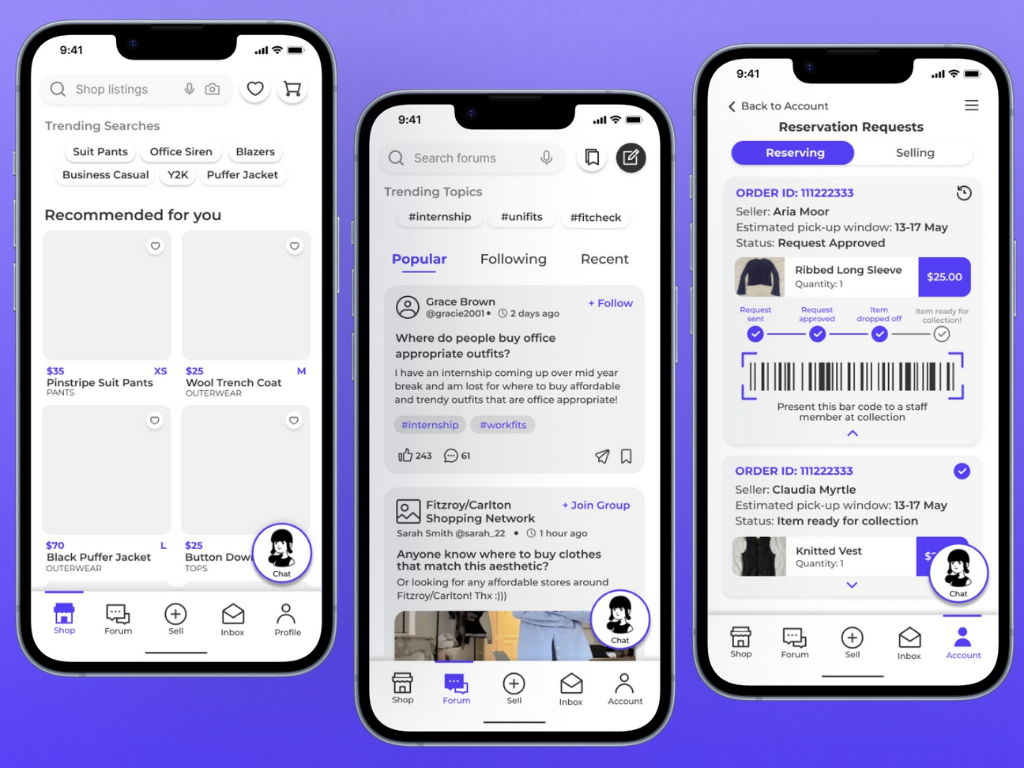 9:41
Shop listings
Trending Searches
Suit Pants
Office Siren
Blazers
Business Casual
Y2K
Puffer Jacket
Recommended for you
$35 XS
Pinstripe Suit Pants
PANTS
$25 M
Wool Trench Coat
OUTERWEAR
$70 L
Black Puffer Jacket
OUTERWEAR
$25
Button Dow
TOPS
Chat
Shop
Forum
Sell
Inbox
Profile
9:41
Search forums
Trending Topics
#internship
#unifits
#fitcheck
Popular
Following
Recent
Grace Brown
@gracie2001 • 2 days ago
+ Follow
Where do people buy office
appropriate outfits?
I have an internship coming up over mid year
break and am lost for where to buy affordable
and trendy outfits that are office appropriate!
#internship
#workfits
243
61
Fitzroy/Carlton
Shopping Network
+ Join Group
Sarah Smith @sarah_22 • 1 hour ago
Anyone know where to buy clothes
that match this aesthetic?
Or looking for any affordable stores around
Fitzroy/Carlton! Thx :)))
Chat
Shop
Forum
Sell
Inbox
Account
9:41
Back to Account
Reservation Requests
Reserving
Selling
ORDER ID: 111222333
Seller: Aria Moor
Estimated pick-up window: 13-17 May
Status: Request Approved
Ribbed Long Sleeve
Quantity: 1
$25.00
Request
sent
Request
approved
Item
dropped off
Item ready for
collection!
Present this bar code to a staff
member at collection
ORDER ID: 111222333
Seller: Claudia Myrtle
Estimated pick-up window: 13-17 May
Status: Item ready for collection
Knitted Vest
Quantity: 1
Chat
Shop
Forum
Sell
Inbox
Account